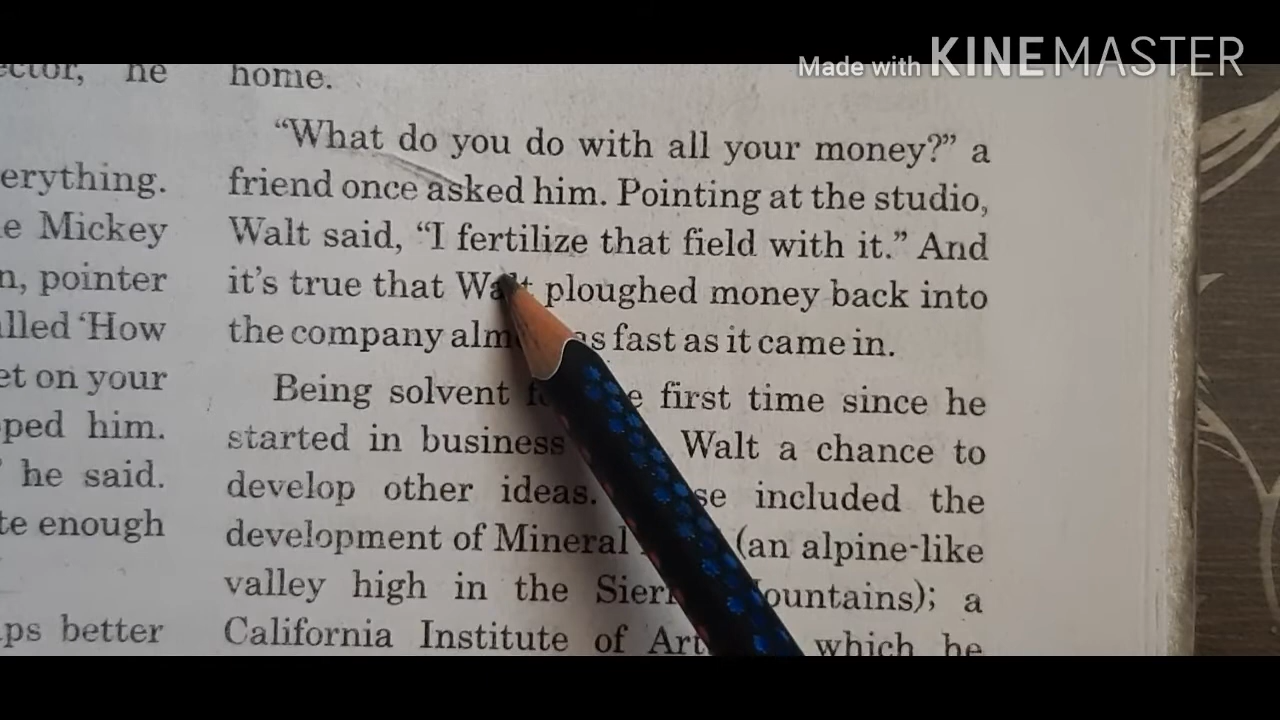 Made with KINEMASTER
ector, he
erything.
e Mickey
n, pointer
lled ‘How
et on your
ped him.
he said.
te enough
ps better
home.
“What do you do with all your money?” a
friend once asked him. Pointing at the studio,
Walt said, “I fertilize that field with it.” And
it’s true that Walt ploughed money back into
the company as fast as it came in.
Being solvent first time since he
started in business Walt a chance to
develop other ideas. included the
development of Mineral (an alpine-like
valley high in the a
California Institute of which he